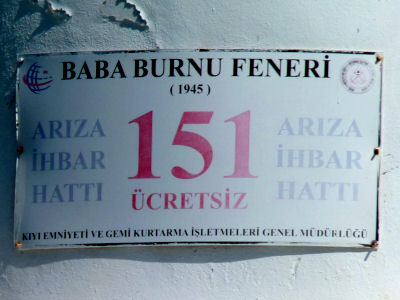 BABA BURNU FENERİ
( 1945 )
ARIZA İHBAR HATTI
151
ÜCRETSİZ
ARIZA İHBAR HATTI
KIYI EMNİYETİ VE GEMİ KURTARMA İŞLETMELERİ GENEL MÜDÜRLÜĞÜ